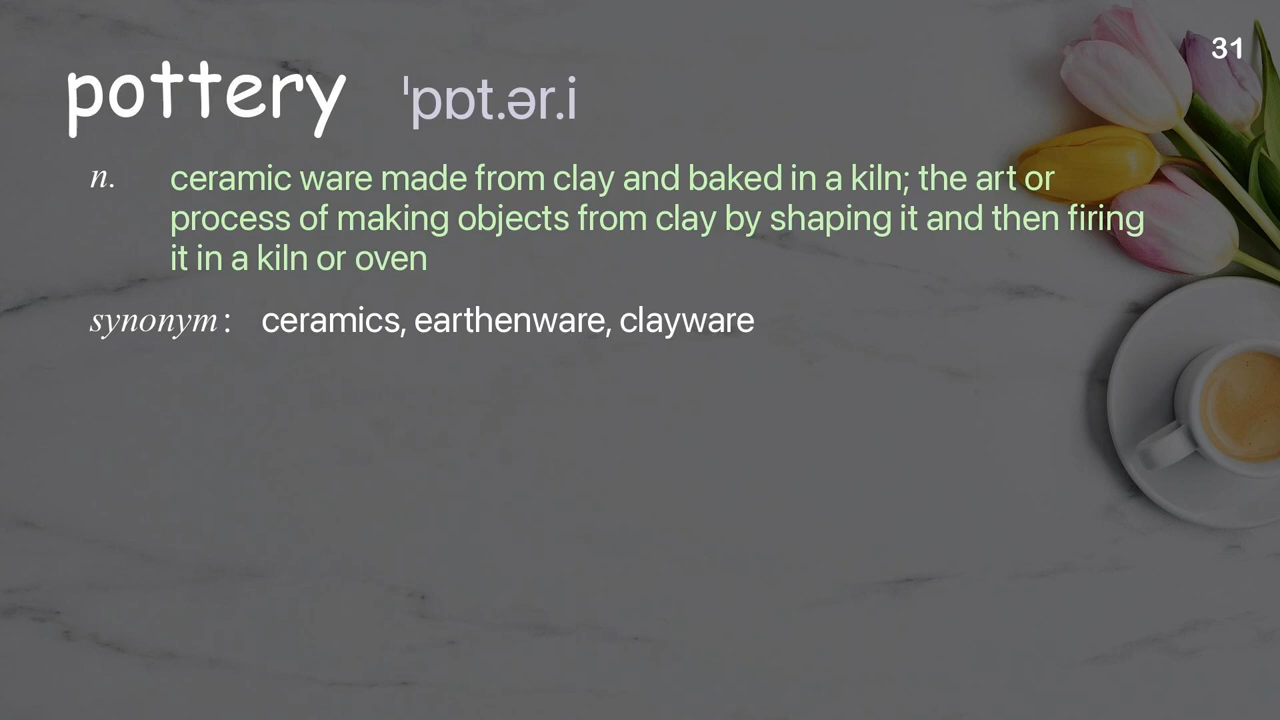 31
pottery ˈpɒt.ər.i
n. ceramic ware made from clay and baked in a kiln; the art or
process of making objects from clay by shaping it and then firing
it in a kiln or oven
synonym: ceramics, earthenware, clayware